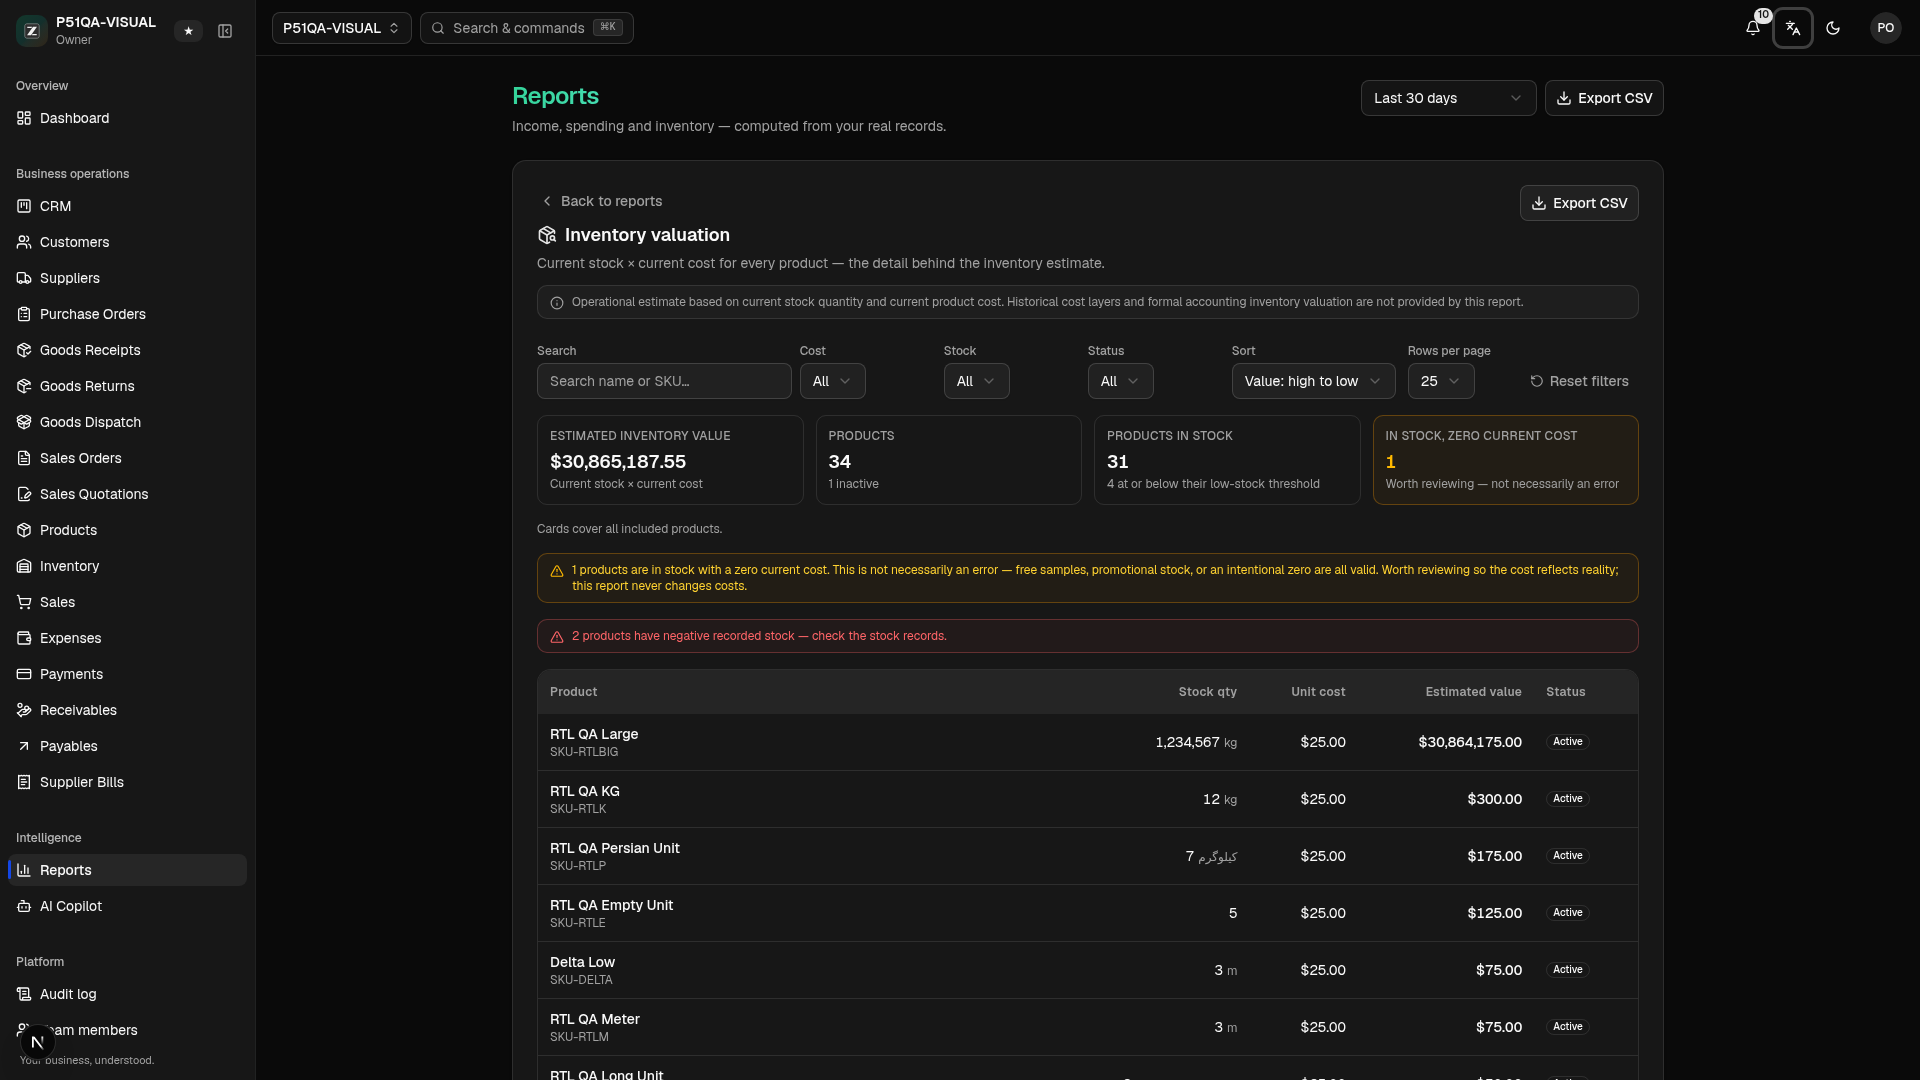 P51QA-VISUAL
Owner
P51QA-VISUAL
Search & commands
⌘K
10
PO
Overview
Dashboard
Business operations
CRM
Customers
Suppliers
Purchase Orders
Goods Receipts
Goods Returns
Goods Dispatch
Sales Orders
Sales Quotations
Products
Inventory
Sales
Expenses
Payments
Receivables
Payables
Supplier Bills
Intelligence
Reports
AI Copilot
Platform
Audit log
members
business, understood.
Reports
Income, spending and inventory — computed from your real records.
Last 30 days
Export CSV
Back to reports
Export CSV
Inventory valuation
Current stock × current cost for every product — the detail behind the inventory estimate.
Operational estimate based on current stock quantity and current product cost. Historical cost layers and formal accounting inventory valuation are not provided by this report.
Search Cost Stock Status Sort Rows per page
Search name or SKU... All All All Value: high to low 25 Reset filters
ESTIMATED INVENTORY VALUE
$30,865,187.55
Current stock × current cost
PRODUCTS
34
1 inactive
PRODUCTS IN STOCK
31
4 at or below their low-stock threshold
IN STOCK, ZERO CURRENT COST
1
Worth reviewing — not necessarily an error
Cards cover all included products.
1 products are in stock with a zero current cost. This is not necessarily an error — free samples, promotional stock, or an intentional zero are all valid. Worth reviewing so the cost reflects reality;
this report never changes costs.
2 products have negative recorded stock — check the stock records.
Product Stock qty Unit cost Estimated value Status
RTL QA Large
SKU-RTLBIG
1,234,567 kg $25.00 $30,864,175.00 Active
RTL QA KG
SKU-RTLK
12 kg $25.00 $300.00 Active
RTL QA Persian Unit
SKU-RTLP
7 کیلوگرم $25.00 $175.00 Active
RTL QA Empty Unit
SKU-RTLE
5 $25.00 $125.00 Active
Delta Low
SKU-DELTA
3 m $25.00 $75.00 Active
RTL QA Meter
SKU-RTLM
3 m $25.00 $75.00 Active
RTL QA Long Unit